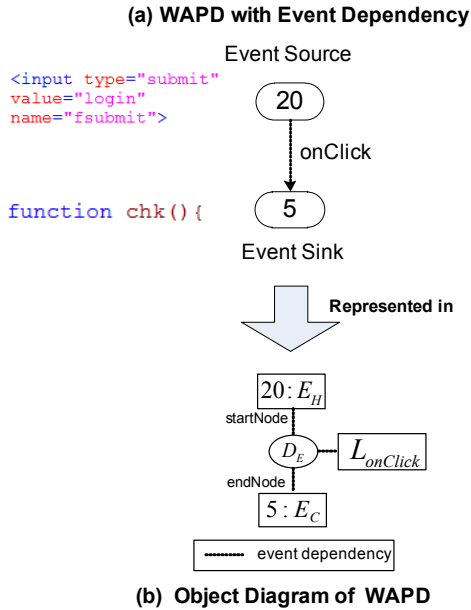 (a) WAPD with Event Dependency
Event Source
<input type="submit"
value="login"
name="fsubmit">
20
onClick
function chk(){
5
Event Sink
Represented in
20: E_H
startNode
D_E
L_onClick
endNode
5 : E_C
event dependency
(b) Object Diagram of WAPD